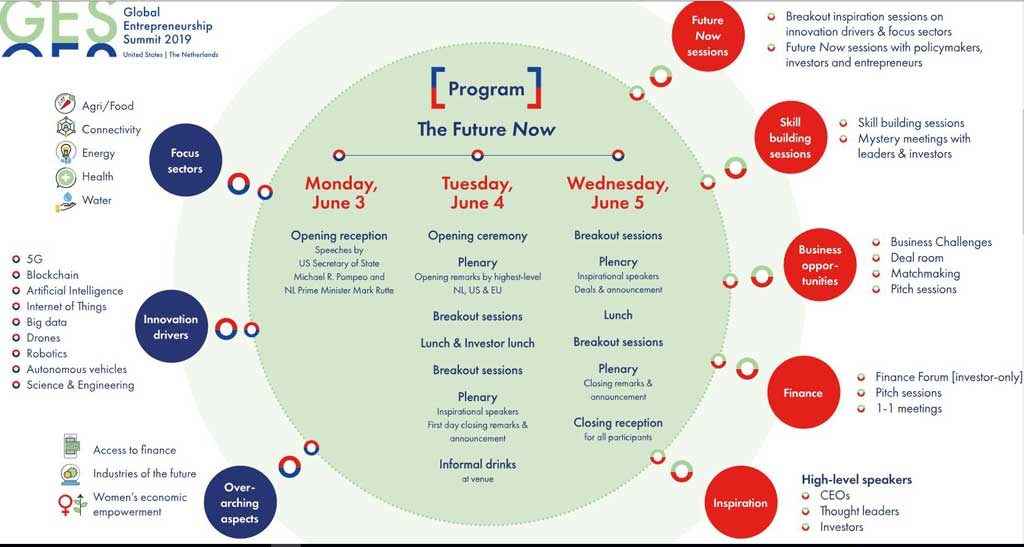 GES
Global
Entrepreneurship
Summit 2019
United States | The Netherlands
Agri/Food
Connectivity
Energy
Health
Water
Focus
sectors
5G
Blockchain
Artificial Intelligence
Internet of Things
Big data
Drones
Robotics
Autonomous vehicles
Science & Engineering
Innovation
drivers
Access to finance
Industries of the future
Women's economic
empowerment
Over-
arching
aspects
[Program]
The Future Now
Monday,
June 3
Opening reception
Speeches by
US Secretary of State
Michael R. Pompeo and
NL Prime Minister Mark Rutte
Tuesday,
June 4
Opening ceremony
Plenary
Opening remarks by highest-level
NL, US & EU
Breakout sessions
Lunch & Investor lunch
Breakout sessions
Plenary
Inspirational speakers
First day closing remarks &
announcement
Informal drinks
at venue
Wednesday,
June 5
Breakout sessions
Plenary
Inspirational speakers
Deals & announcement
Lunch
Breakout sessions
Plenary
Closing remarks &
announcement
Closing reception
for all participants
Future
Now
sessions
Breakout inspiration sessions on
innovation drivers & focus sectors
Future Now sessions with policymakers,
investors and entrepreneurs
Skill
building
sessions
Skill building sessions
Mystery meetings with
leaders & investors
Business
oppor-
tunities
Business Challenges
Deal room
Matchmaking
Pitch sessions
Finance
Finance Forum [investor-only]
Pitch sessions
1-1 meetings
Inspiration
High-level speakers
CEOs
Thought leaders
Investors